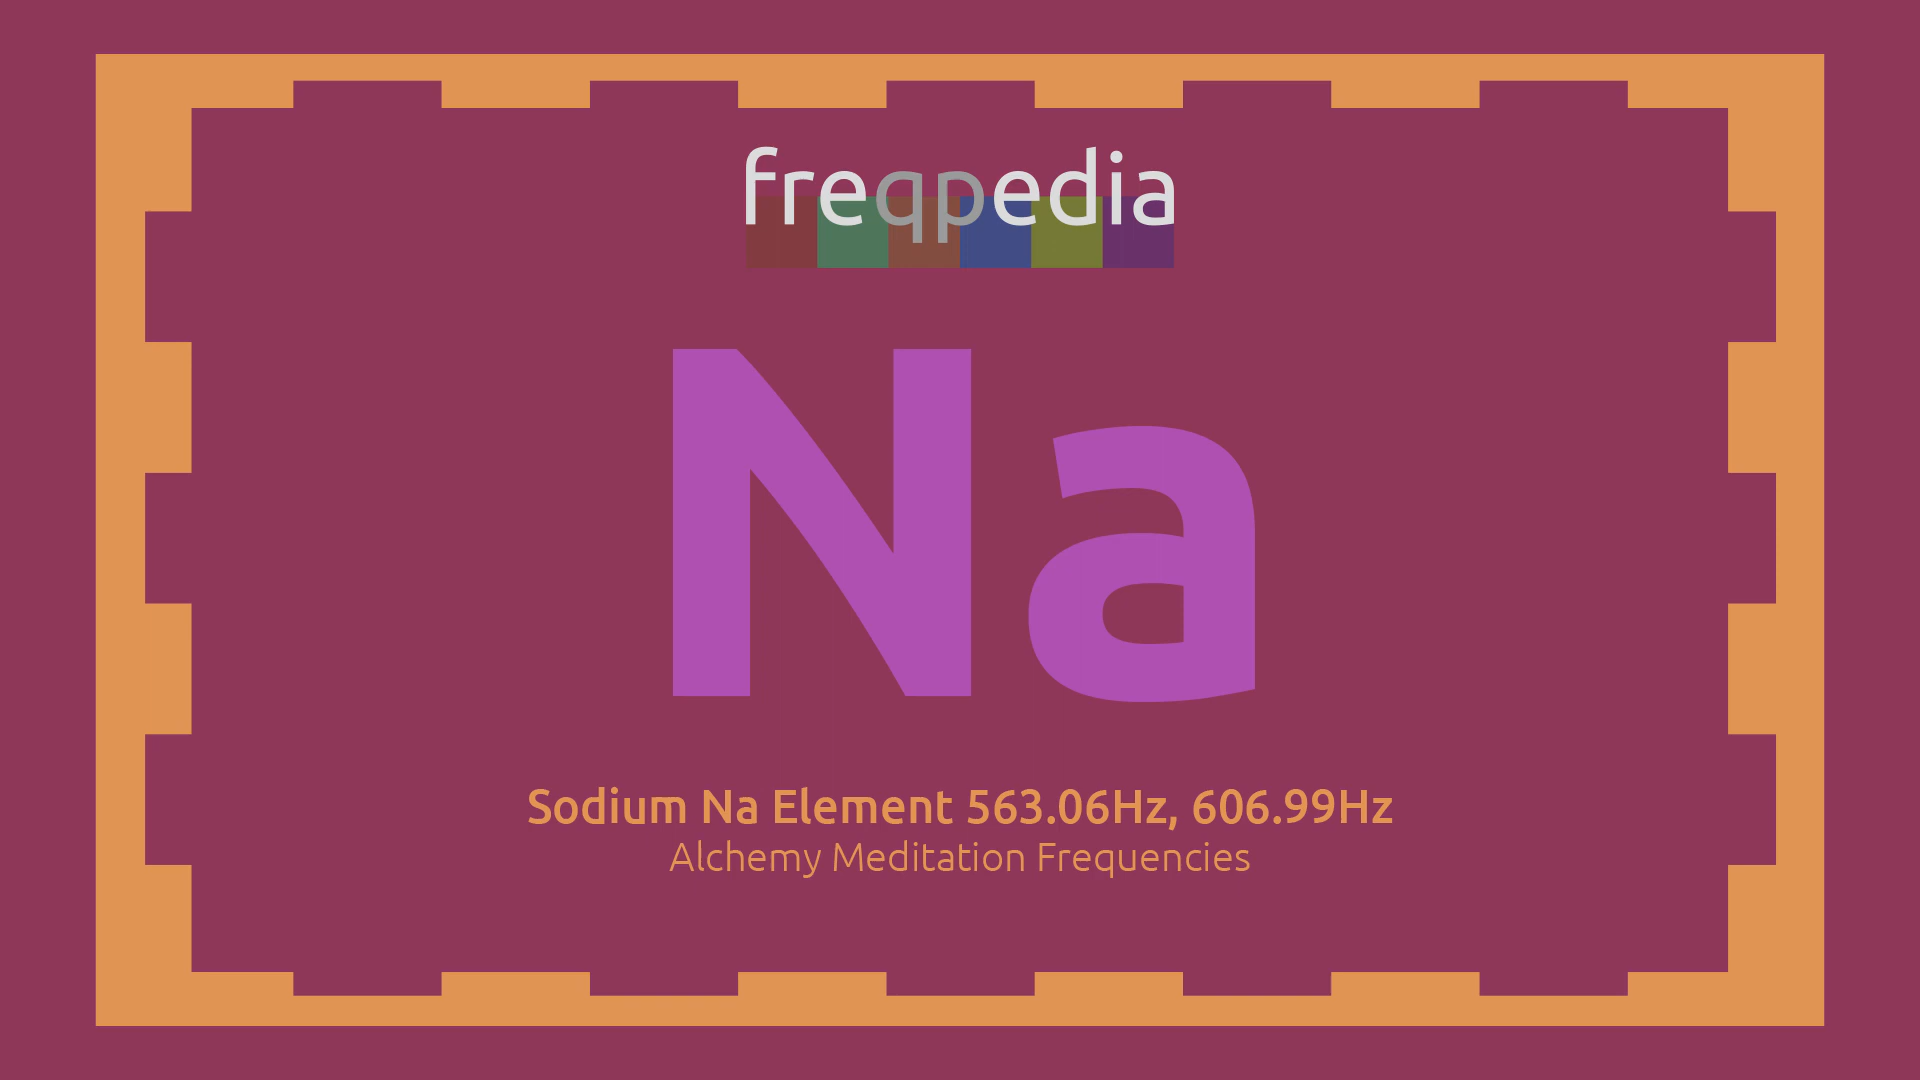 freqpedia
Na
Sodium Na Element 563.06Hz, 606.99Hz
Alchemy Meditation Frequencies